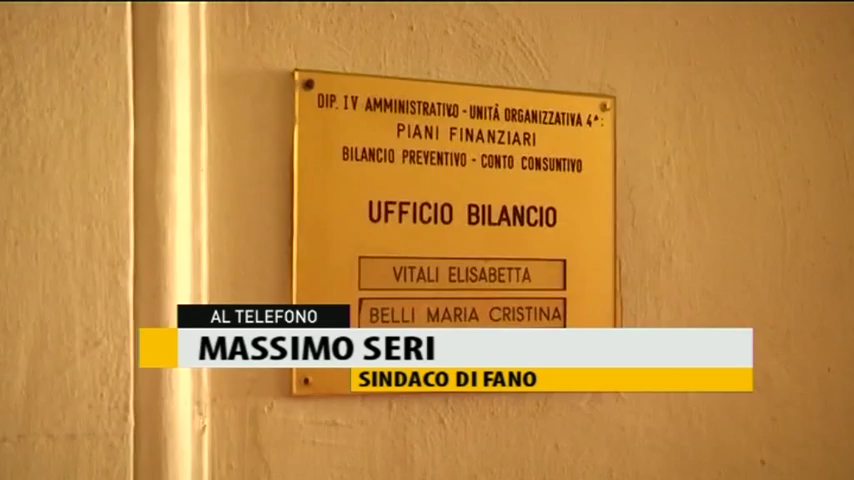 DIP. IV AMMINISTRATIVO - UNITÀ ORGANIZZATIVA 4^:
PIANI FINANZIARI
BILANCIO PREVENTIVO - CONTO CONSUNTIVO
UFFICIO BILANCIO
VITALI ELISABETTA
BELLI MARIA CRISTINA
AL TELEFONO
MASSIMO SERI
SINDACO DI FANO